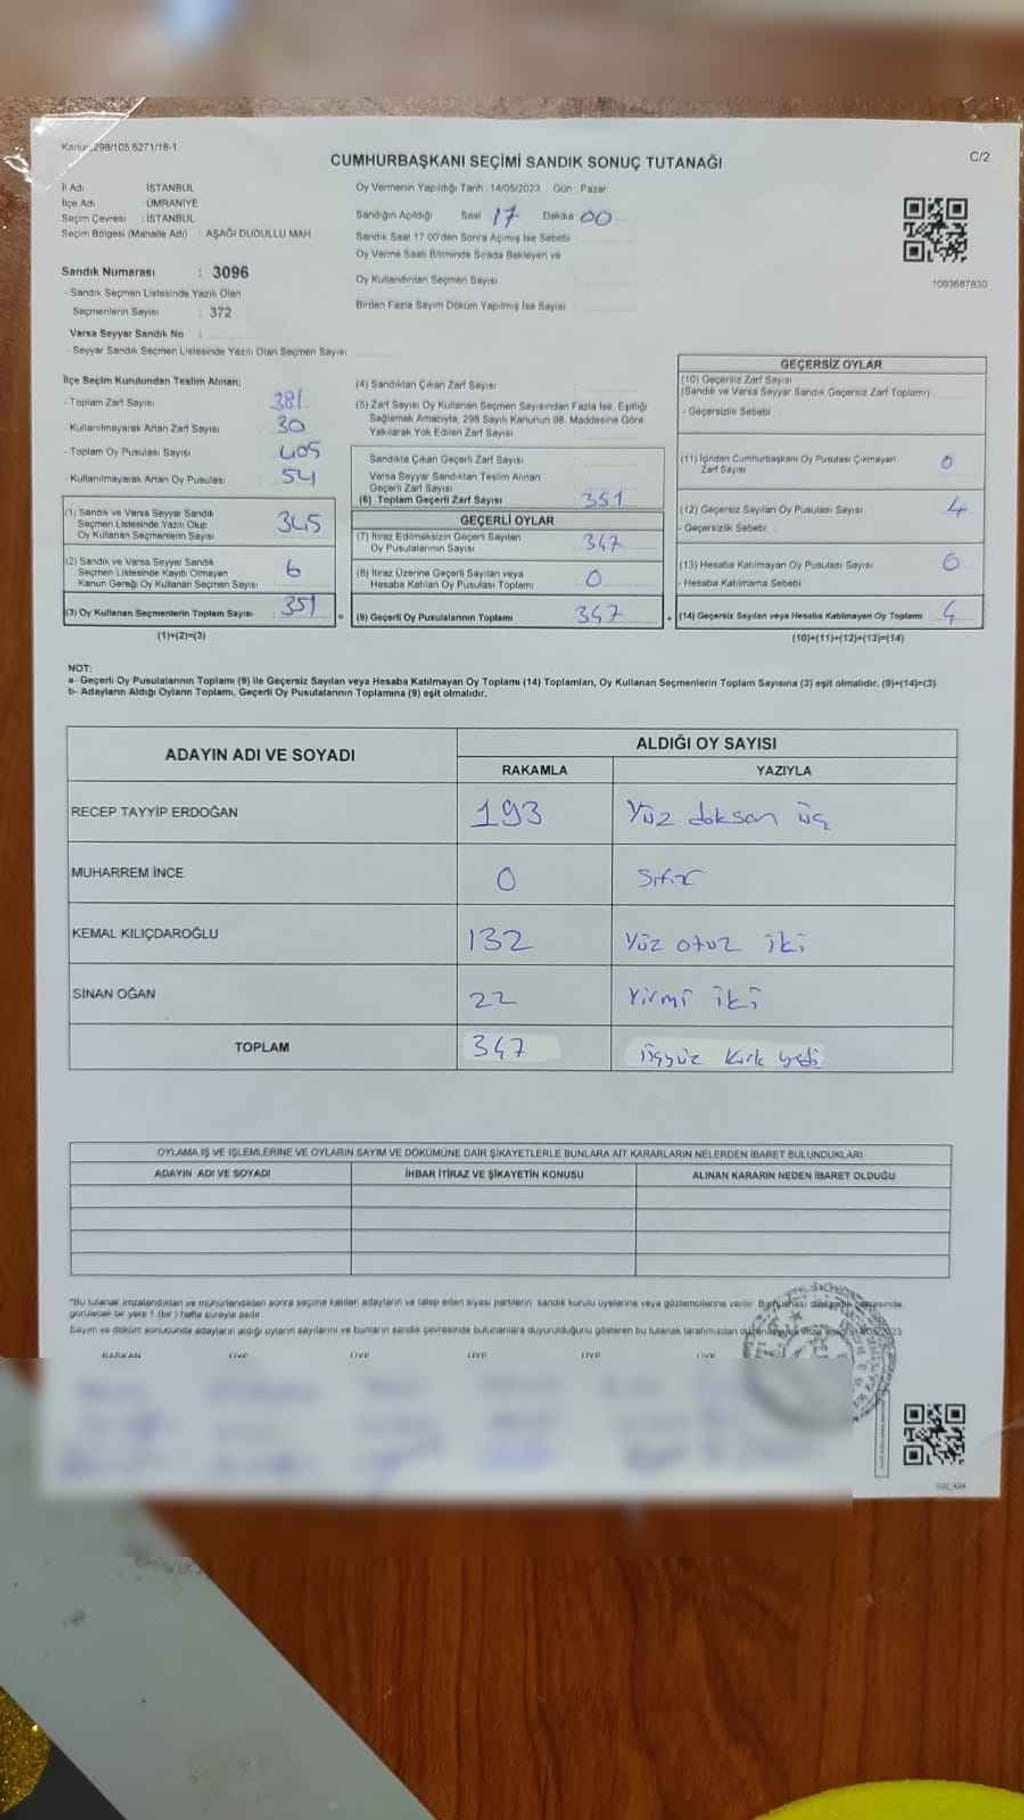 Kanun 298/105 6271/18-1
CUMHURBAŞKANI SEÇİMİ SANDIK SONUÇ TUTANAĞI
C/2
İl Adı : İSTANBUL
İlçe Adı : ÜMRANİYE
Seçim Çevresi : İSTANBUL
Seçim Bölgesi (Mahalle Adı) : AŞAĞI DUDULLU MAH
Oy Vermenin Yapıldığı Tarih : 14/05/2023 Gün : Pazar
Sandığın Açıldığı Saat 17 Dakika 00
Sandık Saat 17 00'dan Sonra Açılmış İse Sebebi
Oy Verme Saati Bitiminde Sırada Bekleyen ve
Oy Kullandırılan Seçmen Sayısı
Birden Fazla Sayım Döküm Yapılmış İse Sayısı
1093687830
Sandık Numarası : 3096
- Sandık Seçmen Listesinde Yazılı Olan
Seçmenlerin Sayısı : 372
Varsa Seyyar Sandık No :
- Seyyar Sandık Seçmen Listesinde Yazılı Olan Seçmen Sayısı
İlçe Seçim Kurulundan Teslim Alınan:
- Toplam Zarf Sayısı : 381
- Kullanılmayarak Artan Zarf Sayısı : 30
- Toplam Oy Pusulası Sayısı : 405
- Kullanılmayarak Artan Oy Pusulası : 54
(1) Sandık ve Varsa Seyyar Sandık
Seçmen Listesinde Yazılı Olup
Oy Kullanan Seçmenlerin Sayısı : 345
(2) Sandık ve Varsa Seyyar Sandık
Seçmen Listesinde Kayıtlı Olmayan
Kanun Gereği Oy Kullanan Seçmen Sayısı : 6
(3) Oy Kullanan Seçmenlerin Toplam Sayısı : 351
(1)+(2)=(3)
(4) Sandıktan Çıkan Zarf Sayısı
(5) Zarf Sayısı Oy Kullanan Seçmen Sayısından Fazla İse, Eşitliği
Sağlamak Amacıyla, 298 Sayılı Kanunun 98. Maddesine Göre
Yakılarak Yok Edilen Zarf Sayısı
Sandıkta Çıkan Geçerli Zarf Sayısı
Varsa Seyyar Sandıktan Teslim Alınan
Geçerli Zarf Sayısı
(6) Toplam Geçerli Zarf Sayısı 351
GEÇERLİ OYLAR
(7) İtiraz Edilmeksizin Geçerli Sayılan
Oy Pusulalarının Sayısı 347
(8) İtiraz Üzerine Geçerli Sayılan veya
Hesaba Katılan Oy Pusulası Toplamı 0
= (9) Geçerli Oy Pusulalarının Toplamı 347
GEÇERSİZ OYLAR
(10) Geçersiz Zarf Sayısı
(Sandık ve Varsa Seyyar Sandık Geçersiz Zarf Toplamı)
- Geçersizlik Sebebi
(11) İçinden Cumhurbaşkanı Oy Pusulası Çıkmayan
Zarf Sayısı 0
(12) Geçersiz Sayılan Oy Pusulası Sayısı 4
- Geçersizlik Sebebi
(13) Hesaba Katılmayan Oy Pusulası Sayısı 0
- Hesaba Katılmama Sebebi
+ (14) Geçersiz Sayılan veya Hesaba Katılmayan Oy Toplamı 4
(10)+(11)+(12)+(13)=(14)
NOT:
a- Geçerli Oy Pusulalarının Toplamı (9) ile Geçersiz Sayılan veya Hesaba Katılmayan Oy Toplamı (14) Toplamları, Oy Kullanan Seçmenlerin Toplam Sayısına (3) eşit olmalıdır. (9)+(14)=(3)
b- Adayların Aldığı Oyların Toplamı, Geçerli Oy Pusulalarının Toplamına (9) eşit olmalıdır.
ADAYIN ADI VE SOYADI
ALDIĞI OY SAYISI
RAKAMLA YAZIYLA
RECEP TAYYİP ERDOĞAN 193 Yüz doksan üç
MUHARREM İNCE 0 Sıfır
KEMAL KILIÇDAROĞLU 132 Yüz otuz iki
SİNAN OĞAN 22 Yirmi iki
TOPLAM 347 üçyüz kırk yedi
OYLAMA İŞ VE İŞLEMLERİNE VE OYLARIN SAYIM VE DÖKÜMÜNE DAİR ŞİKAYETLERLE BUNLARA AİT KARARLARIN NELERDEN İBARET BULUNDUKLARI
ADAYIN ADI VE SOYADI İHBAR İTİRAZ VE ŞİKAYETİN KONUSU ALINAN KARARIN NEDEN İBARET OLDUĞU
"Bu tutanak imzalandıktan ve mühürlendikten sonra seçime katılan adayların ve talep eden siyasi partilerin sandık kurulu üyelerine veya gözlemcilerine verilir.
görülecek bir yere 1 (bir) hafta süreyle asılır
Sayım ve döküm sonucunda adayların aldığı oyların sayılarını ve bunların sandık çevresinde bulunanlara duyurulduğunu gösteren bu tutanak tarafımızdan
BAŞKAN ÜYE ÜYE ÜYE ÜYE ÜYE